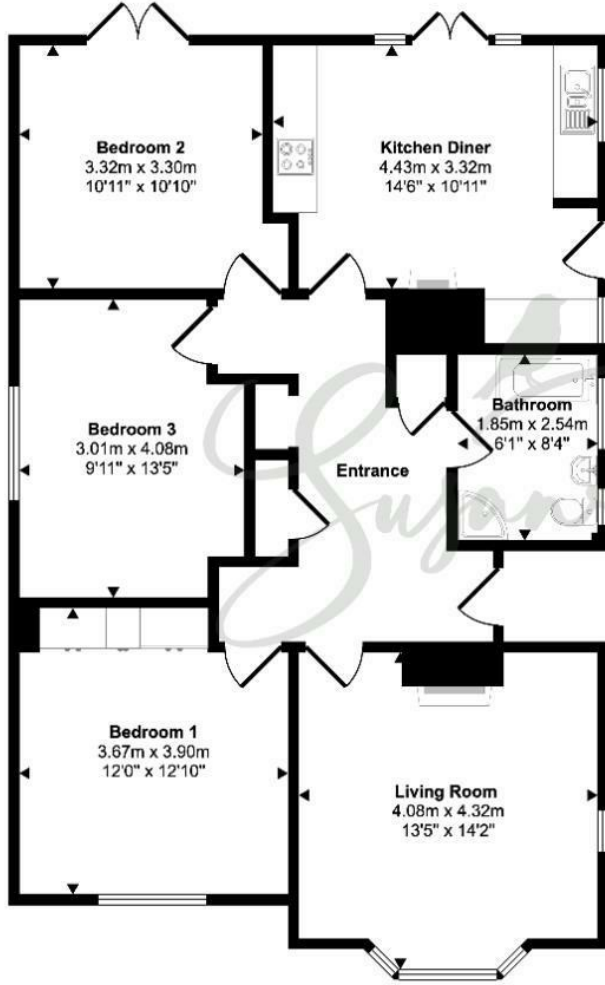 Bedroom 2
3.32m x 3.30m
10'11" x 10'10"
Kitchen Diner
4.43m x 3.32m
14'6" x 10'11"
Bedroom 3
3.01m x 4.08m
9'11" x 13'5"
Bathroom
1.85m x 2.54m
6'1" x 8'4"
Entrance
Susan
Bedroom 1
3.67m x 3.90m
12'0" x 12'10"
Living Room
4.08m x 4.32m
13'5" x 14'2"